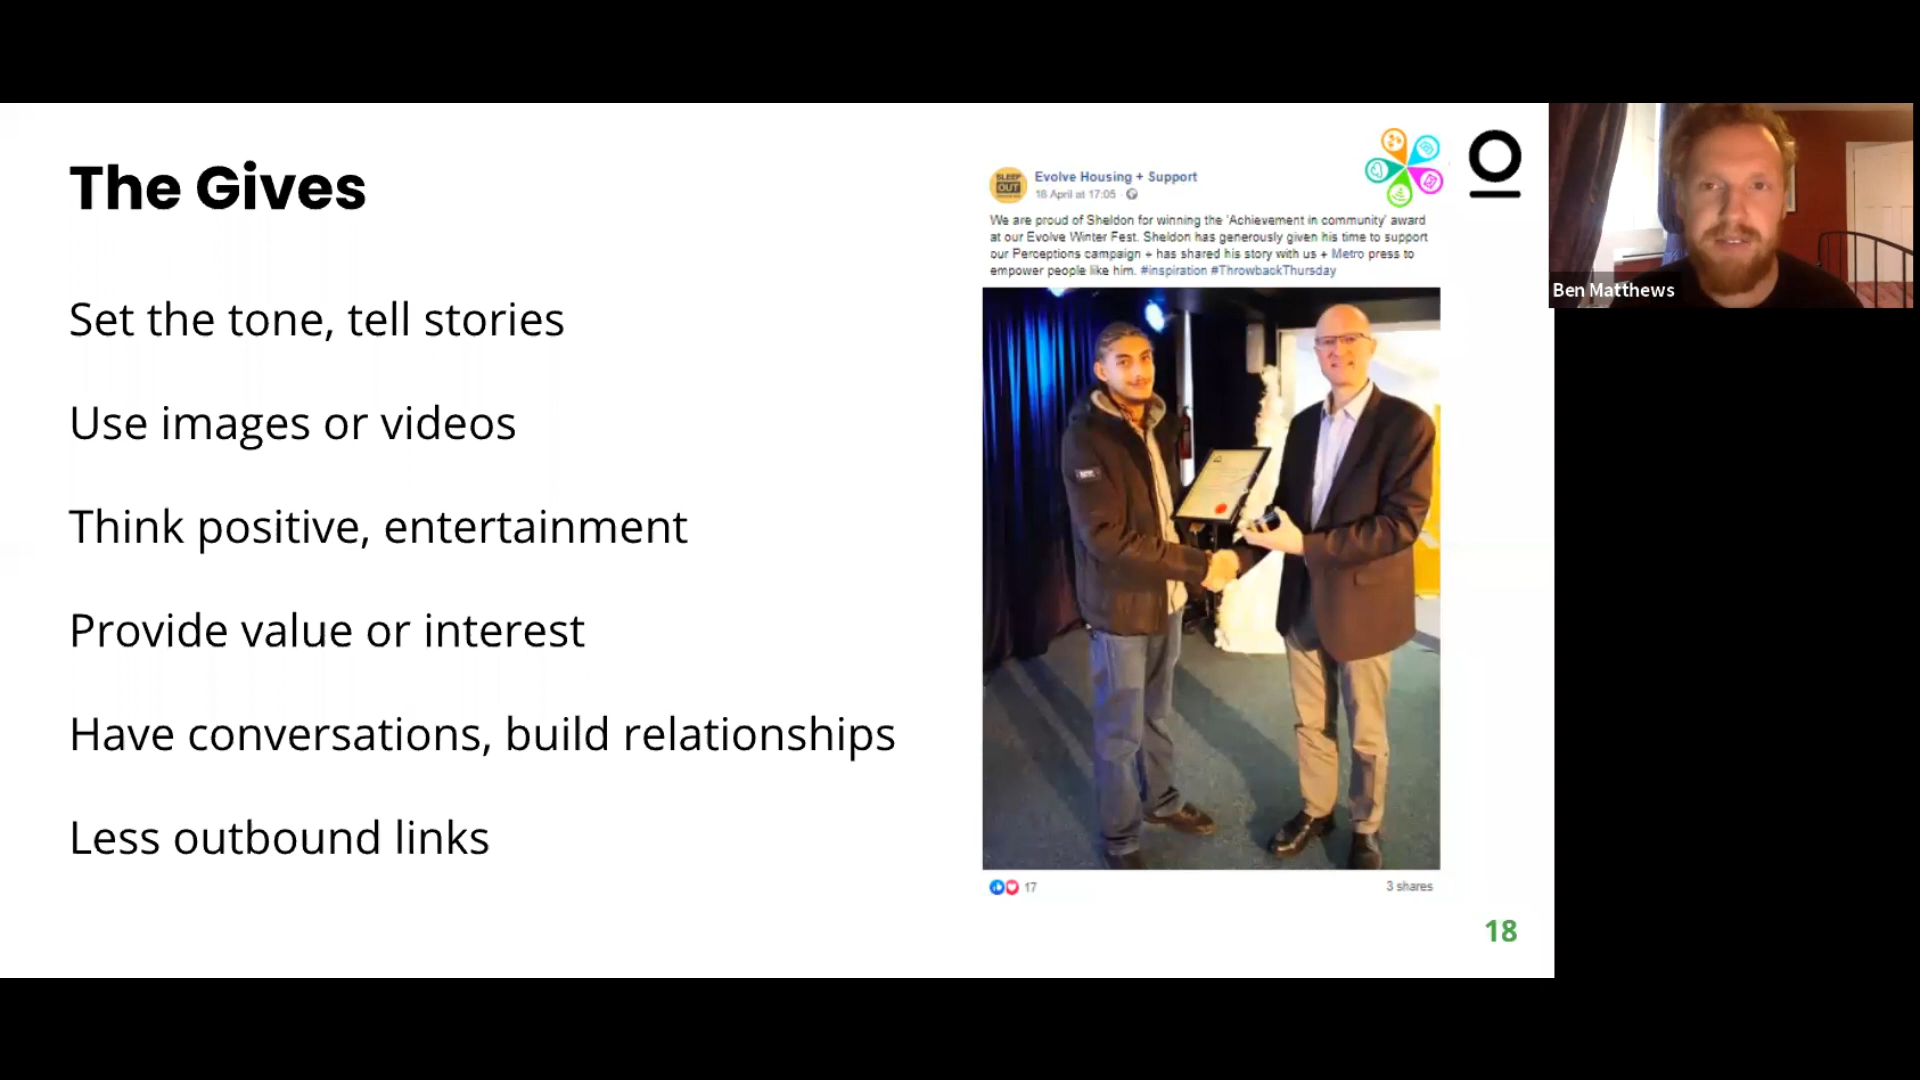 The Gives
Set the tone, tell stories
Use images or videos
Think positive, entertainment
Provide value or interest
Have conversations, build relationships
Less outbound links
SLEEP
OUT
Evolve Housing + Support
18 April at 17:05
We are proud of Sheldon for winning the 'Achievement in community' award
at our Evolve Winter Fest. Sheldon has generously given his time to support
our Perceptions campaign + has shared his story with us + Metro press to
empower people like him. #inspiration #ThrowbackThursday
17
3 shares
18
Ben Matthews